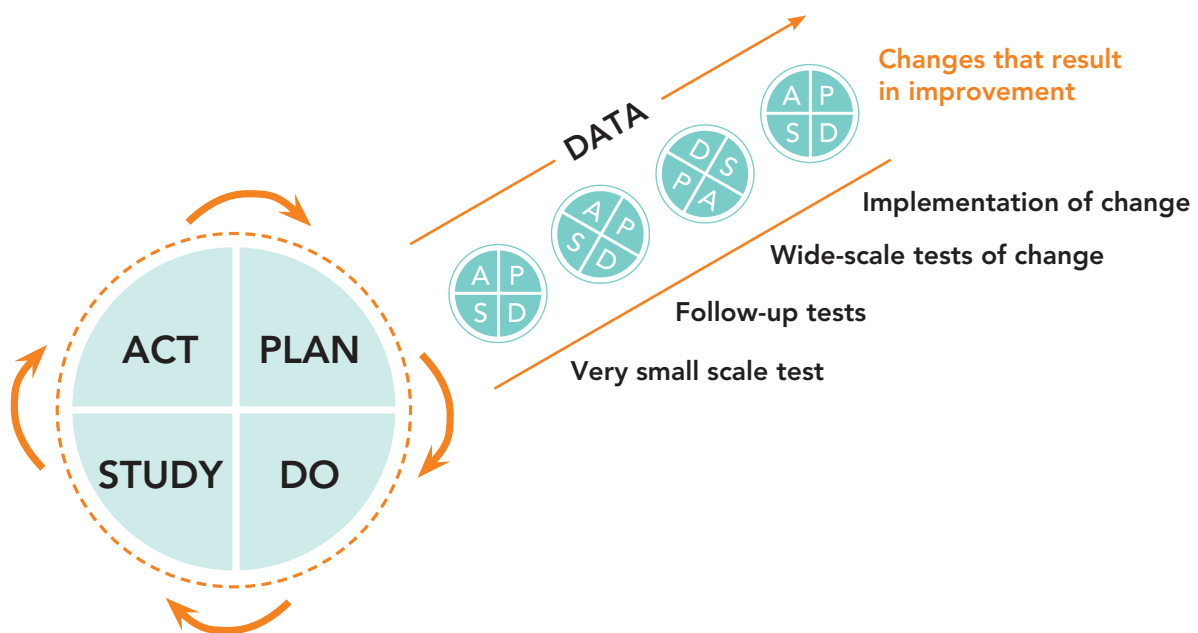 ACT
PLAN
STUDY
DO
DATA
A P
S D
A P
S D
D S
P A
A P
S D
Changes that result
in improvement
Implementation of change
Wide-scale tests of change
Follow-up tests
Very small scale test